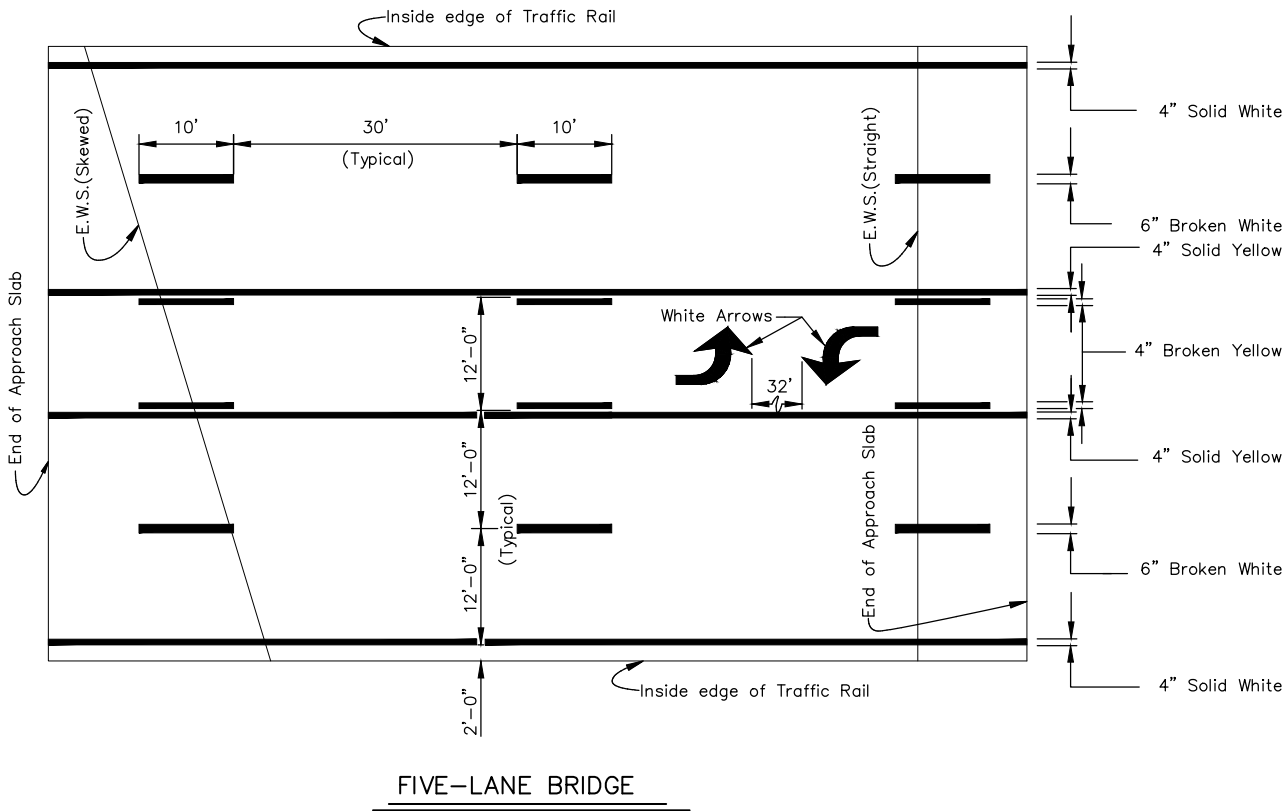 Inside edge of Traffic Rail
4” Solid White
10’
30’
(Typical)
10’
E.W.S.(Skewed)
E.W.S.(Straight)
6” Broken White
4” Solid Yellow
End of Approach Slab
White Arrows
12’-0”
32’
4” Broken Yellow
4” Solid Yellow
12’-0”
(Typical)
End of Approach Slab
12’-0”
6” Broken White
2’-0”
Inside edge of Traffic Rail
4” Solid White
FIVE-LANE BRIDGE